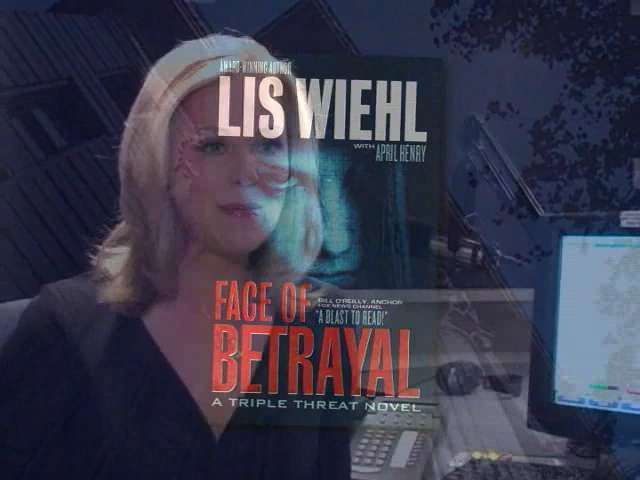 AWARD-WINNING AUTHOR
LIS WIEHL
WITH APRIL HENRY
FACE OF
BILL O'REILLY, ANCHOR
FOX NEWS CHANNEL
"A BLAST TO READ!"
BETRAYAL
A TRIPLE THREAT NOVEL